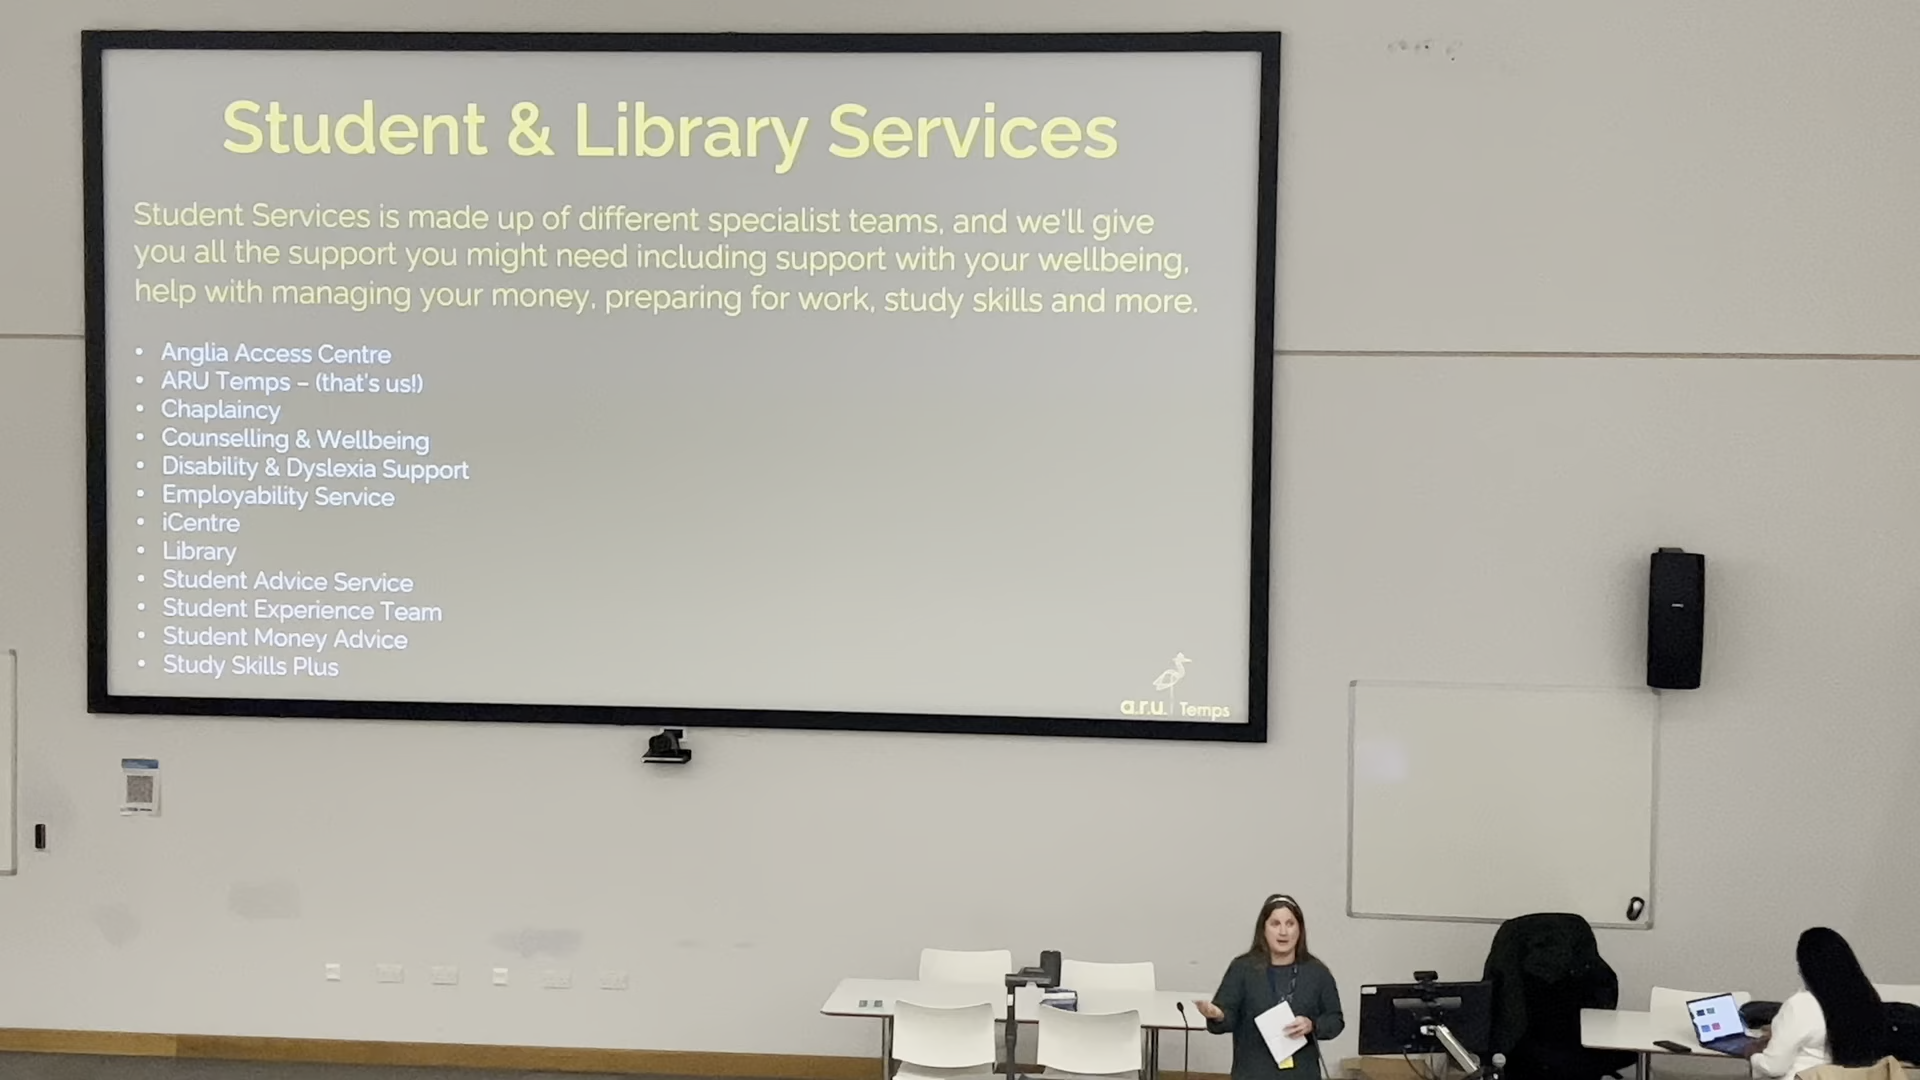 Student & Library Services
Student Services is made up of different specialist teams, and we'll give
you all the support you might need including support with your wellbeing,
help with managing your money, preparing for work, study skills and more.
• Anglia Access Centre
• ARU Temps – (that's us!)
• Chaplaincy
• Counselling & Wellbeing
• Disability & Dyslexia Support
• Employability Service
• iCentre
• Library
• Student Advice Service
• Student Experience Team
• Student Money Advice
• Study Skills Plus
a.r.u. Temps